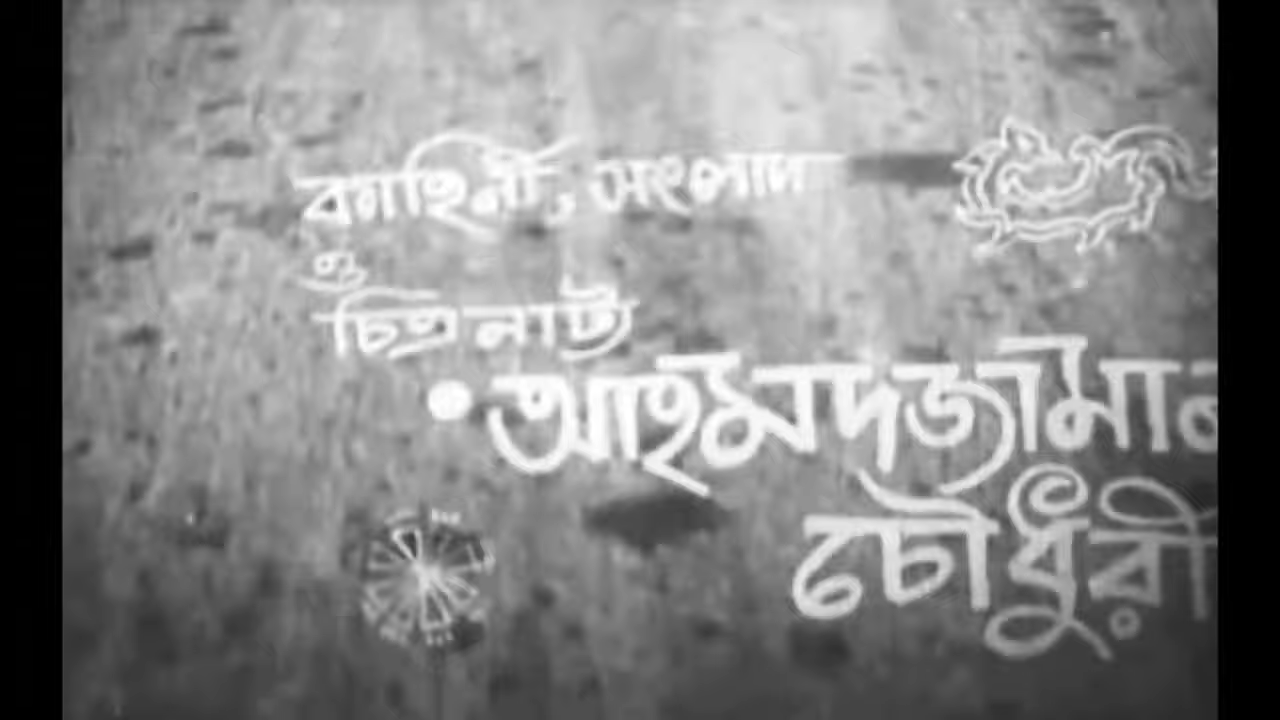 কাহিনী, সংলাপ
ও
চিত্রনাট্য
• আহমদজামান
চৌধুরী